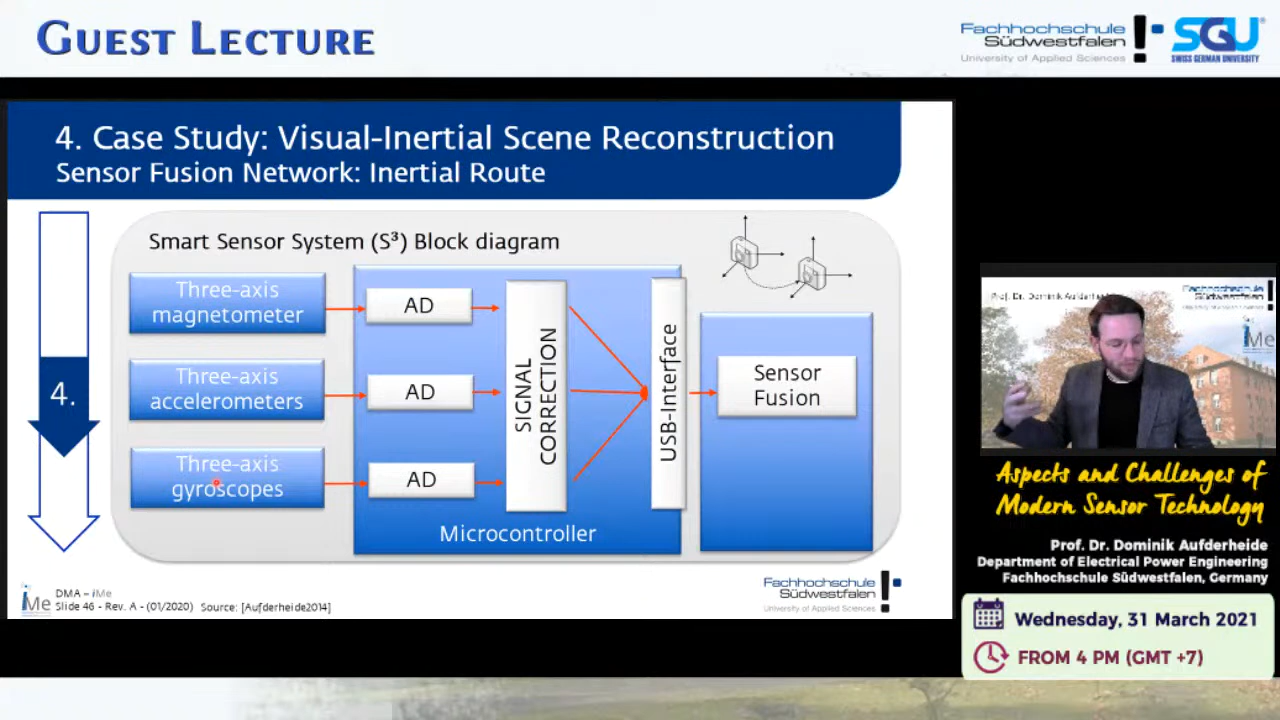 GUEST LECTURE
Fachhochschule
Südwestfalen
University of Applied Sciences
SGU
SWISS GERMAN UNIVERSITY
4. Case Study: Visual-Inertial Scene Reconstruction
Sensor Fusion Network: Inertial Route
4.
Smart Sensor System (S³) Block diagram
Three-axis
magnetometer
AD
Three-axis
accelerometers
AD
Three-axis
gyroscopes
AD
SIGNAL
CORRECTION
USB-Interface
Microcontroller
Sensor
Fusion
iMe
DMA – iMe
Slide 46 - Rev. A - (01/2020) Source: [Aufderheide2014]
Fachhochschule
Südwestfalen
University of Applied Sciences
Prof. Dr. Dominik Aufderheide
Fachhochschule
Südwestfalen
iMe
Aspects and Challenges of
Modern Sensor Technology
Prof. Dr. Dominik Aufderheide
Department of Electrical Power Engineering
Fachhochschule Südwestfalen, Germany
Wednesday, 31 March 2021
FROM 4 PM (GMT +7)